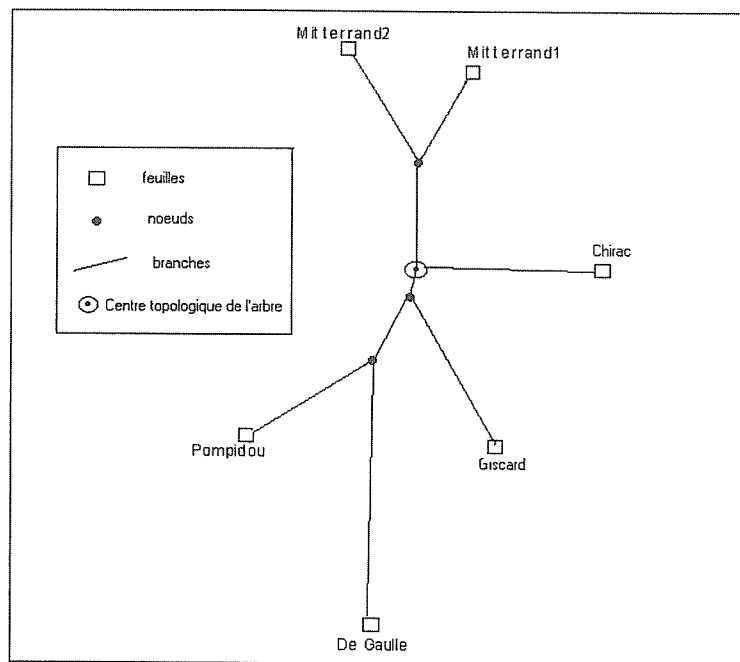 Mitterrand2
Mitterrand1
feuilles
noeuds
branches
Centre topologique de l'arbre
Chirac
Pompidou
Giscard
De Gaulle